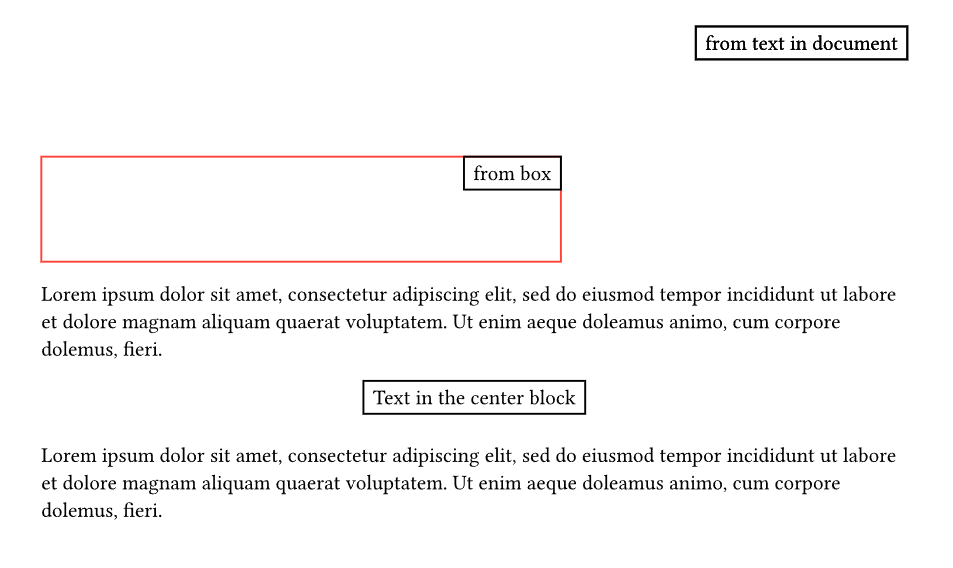 from text in document
from box
Lorem ipsum dolor sit amet, consectetur adipiscing elit, sed do eiusmod tempor incididunt ut labore
et dolore magnam aliquam quaerat voluptatem. Ut enim aeque doleamus animo, cum corpore
dolemus, fieri.
Text in the center block
Lorem ipsum dolor sit amet, consectetur adipiscing elit, sed do eiusmod tempor incididunt ut labore
et dolore magnam aliquam quaerat voluptatem. Ut enim aeque doleamus animo, cum corpore
dolemus, fieri.